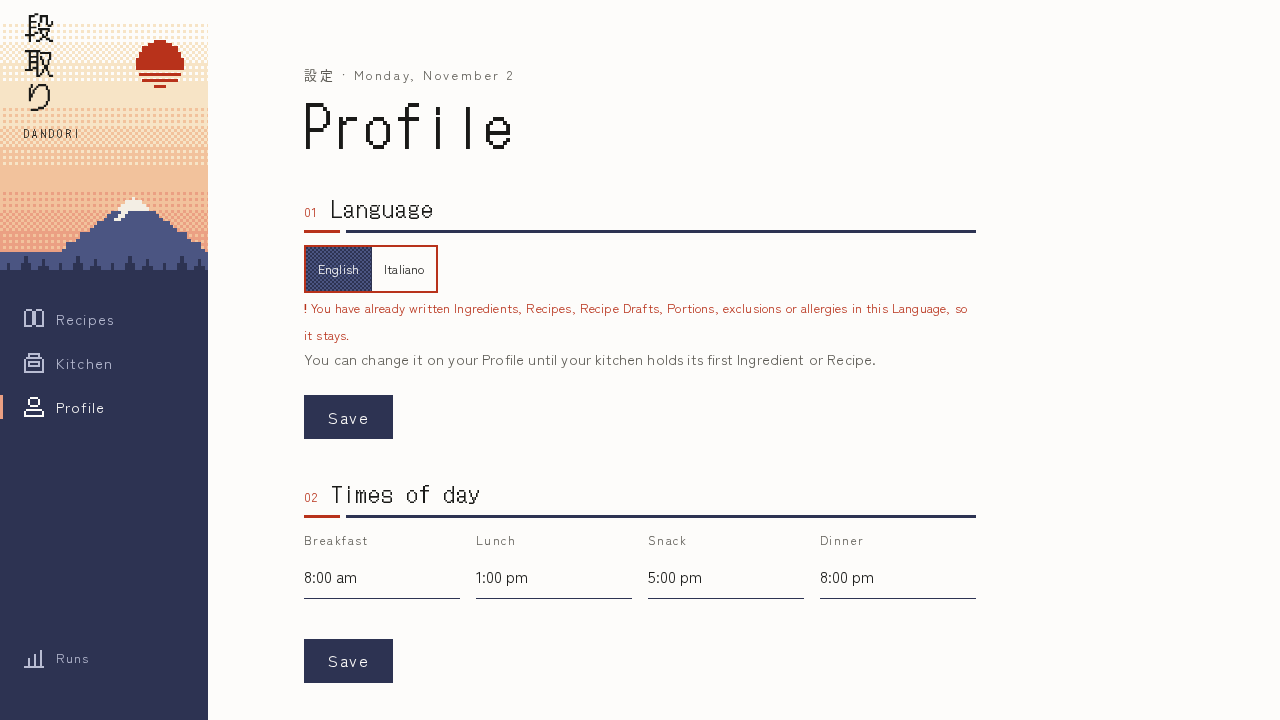 段取り
DANDORI
Recipes
Kitchen
Profile
Runs
設定 · Monday, November 2
Profile
01 Language
English Italiano
! You have already written Ingredients, Recipes, Recipe Drafts, Portions, exclusions or allergies in this Language, so
it stays.
You can change it on your Profile until your kitchen holds its first Ingredient or Recipe.
Save
02 Times of day
Breakfast Lunch Snack Dinner
8:00 am 1:00 pm 5:00 pm 8:00 pm
Save